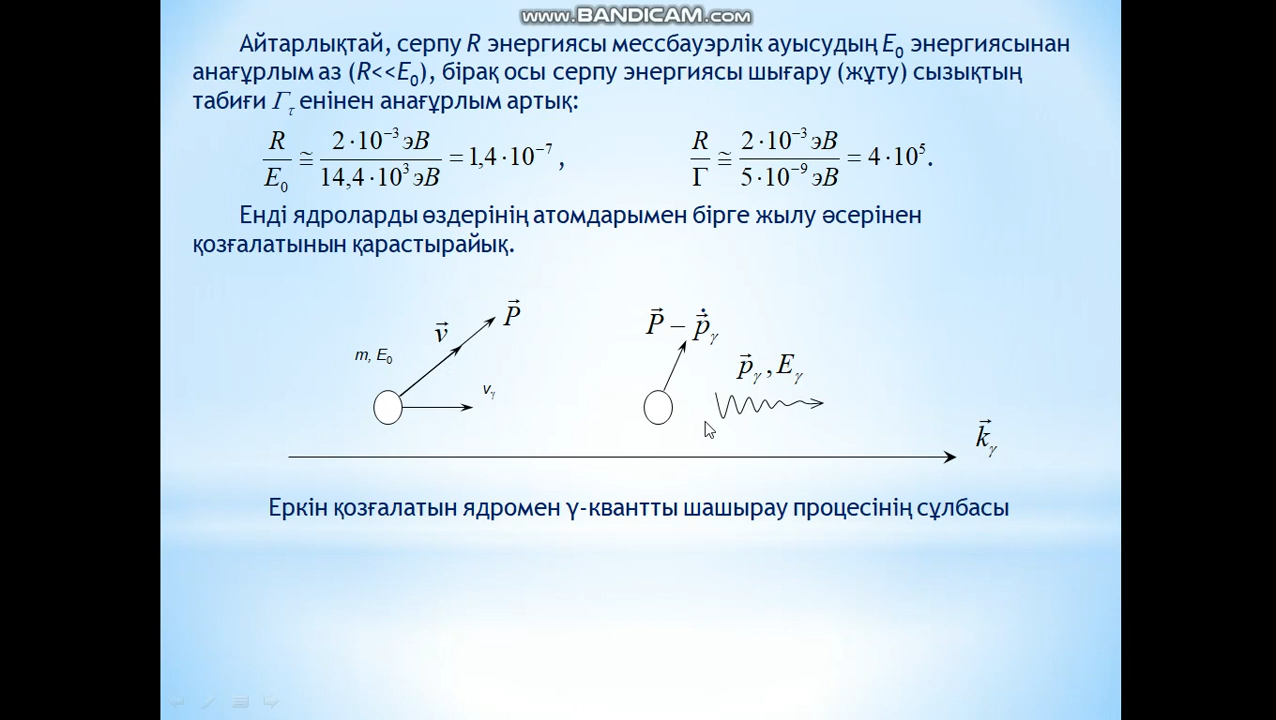 www.BANDICAM.com
Айтарлықтай, серпу R энергиясы мессбауэрлік ауысудың E₀ энергиясынан
анағұрлым аз (R<<E₀), бірақ осы серпу энергиясы шығару (жұту) сызықтың
табиғи Γτ енінен анағұрлым артық:
R/E₀ ≅ 2·10⁻³ эВ / 14,4·10³ эВ = 1,4·10⁻⁷ , R/Γ ≅ 2·10⁻³ эВ / 5·10⁻⁹ эВ = 4·10⁵.
Енді ядроларды өздерінің атомдарымен бірге жылу әсерінен
қозғалатынын қарастырайық.
P⃗
v⃗
P⃗ – ṗ⃗γ
m, E₀
p⃗γ , Eγ
vγ
k⃗γ
Еркін қозғалатын ядромен γ-квантты шашырау процесінің сұлбасы